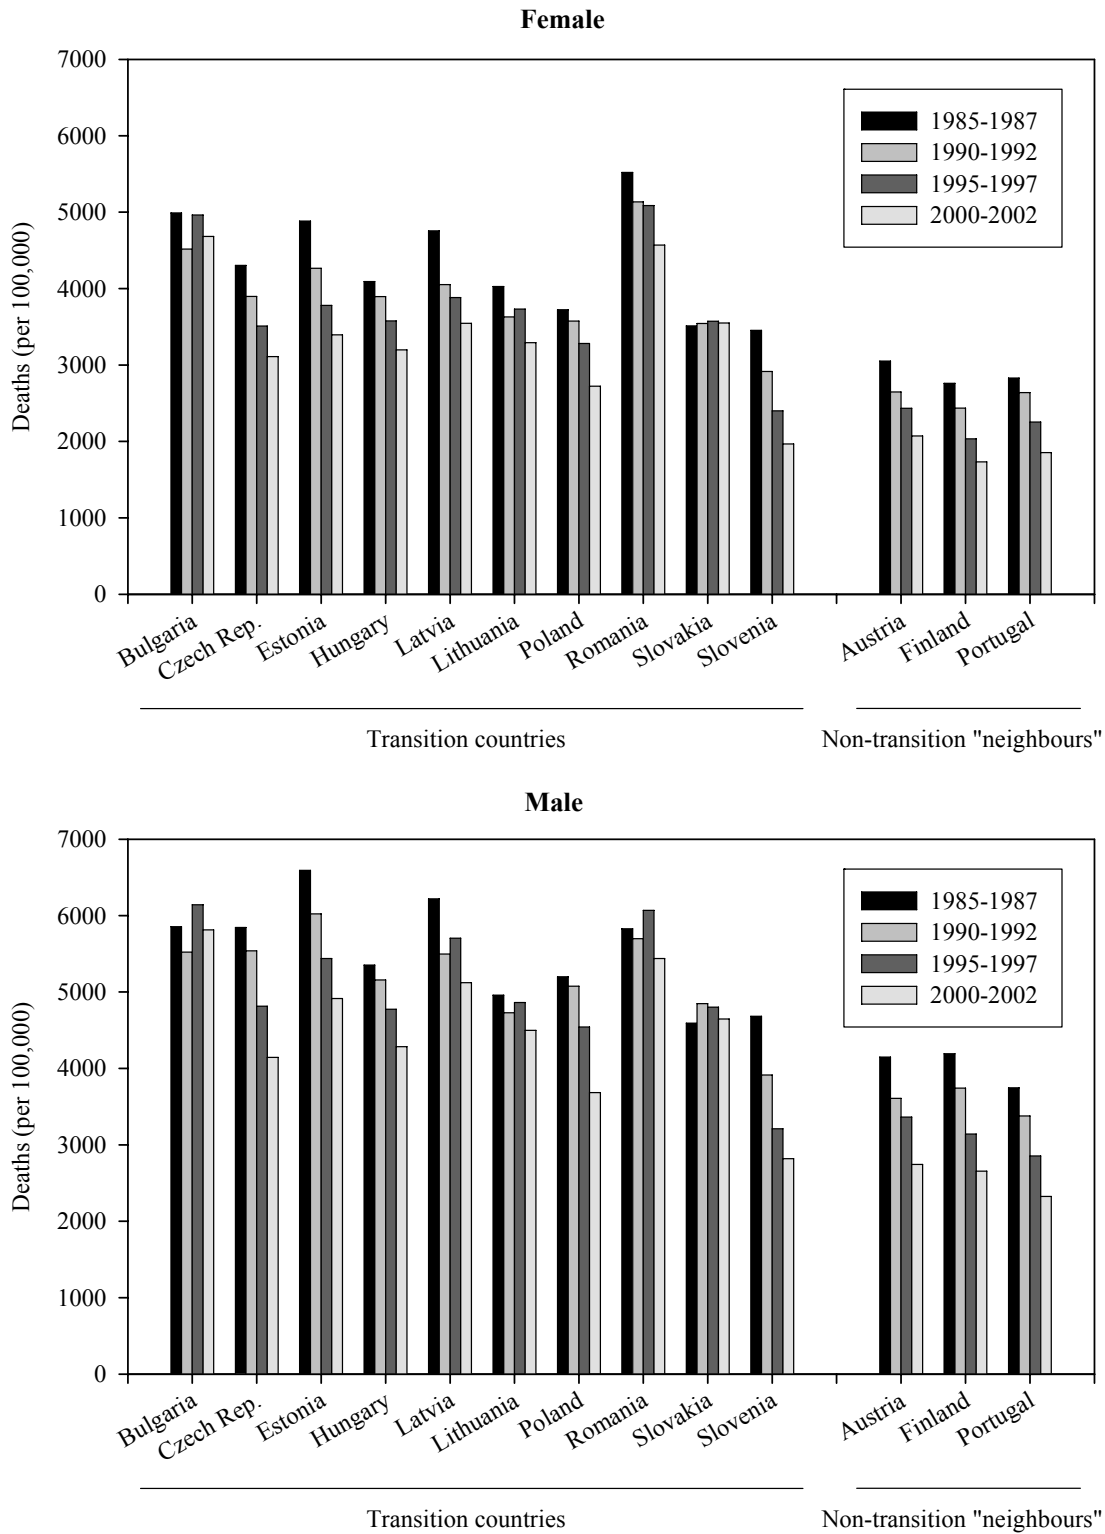 Female
7000
6000
5000
4000
3000
2000
1000
0
Deaths (per 100,000)
1985-1987
1990-1992
1995-1997
2000-2002
Bulgaria
Czech Rep.
Estonia
Hungary
Latvia
Lithuania
Poland
Romania
Slovakia
Slovenia
Austria
Finland
Portugal
Transition countries
Non-transition "neighbours"
Male
7000
6000
5000
4000
3000
2000
1000
0
Deaths (per 100,000)
1985-1987
1990-1992
1995-1997
2000-2002
Bulgaria
Czech Rep.
Estonia
Hungary
Latvia
Lithuania
Poland
Romania
Slovakia
Slovenia
Austria
Finland
Portugal
Transition countries
Non-transition "neighbours"